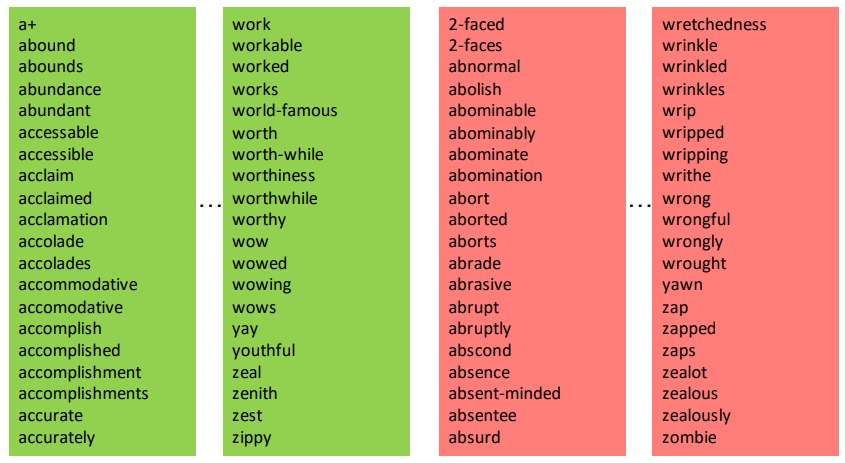 a+
abound
abounds
abundance
abundant
accessable
accessible
acclaim
acclaimed
acclamation
accolade
accolades
accommodative
accomodative
accomplish
accomplished
accomplishment
accomplishments
accurate
accurately
...
work
workable
worked
works
world-famous
worth
worth-while
worthiness
worthwhile
worthy
wow
wowed
wowing
wows
yay
youthful
zeal
zenith
zest
zippy
2-faced
2-faces
abnormal
abolish
abominable
abominably
abominate
abomination
abort
aborted
aborts
abrade
abrasive
abrupt
abruptly
abscond
absence
absent-minded
absentee
absurd
...
wretchedness
wrinkle
wrinkled
wrinkles
wrip
wripped
wripping
writhe
wrong
wrongful
wrongly
wrought
yawn
zap
zapped
zaps
zealot
zealous
zealously
zombie